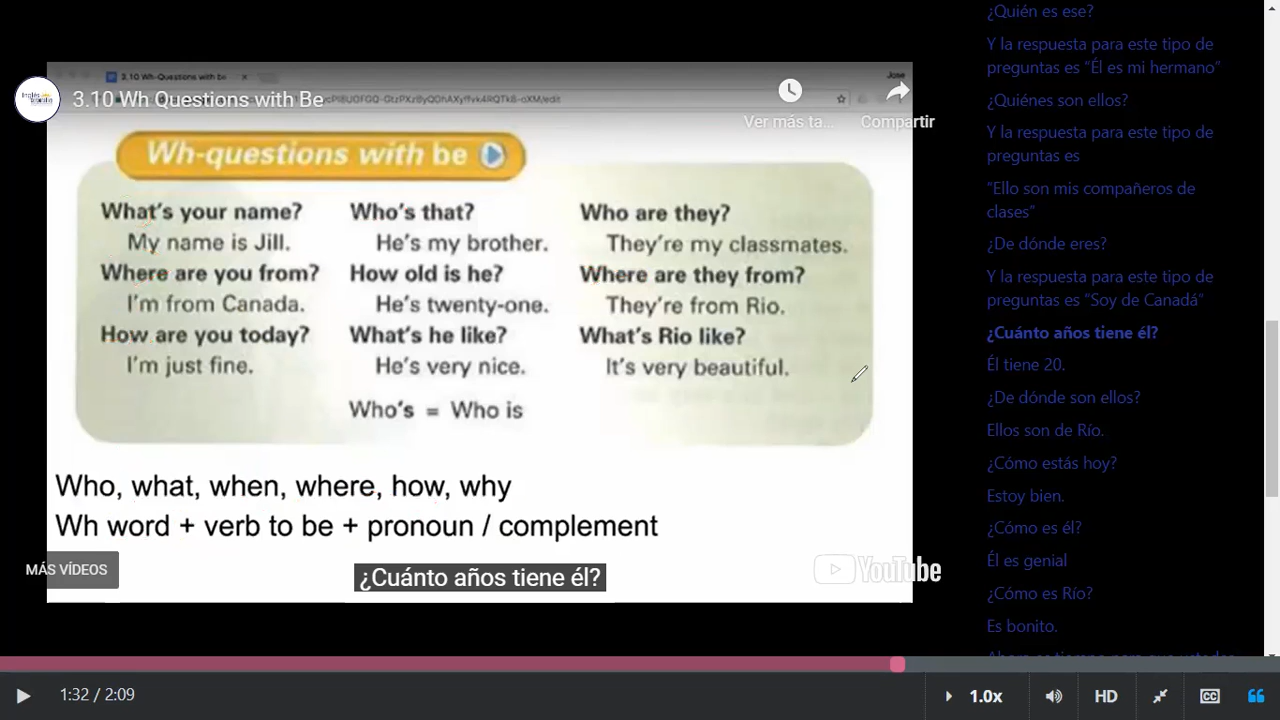 3.10 Wh-Questions with be
Jose
3.10 Wh Questions with Be
Ver más ta...
Compartir
Wh-questions with be
What's your name?
My name is Jill.
Where are you from?
I'm from Canada.
How are you today?
I'm just fine.
Who's that?
He's my brother.
How old is he?
He's twenty-one.
What's he like?
He's very nice.
Who's = Who is
Who are they?
They're my classmates.
Where are they from?
They're from Rio.
What's Rio like?
It's very beautiful.
Who, what, when, where, how, why
Wh word + verb to be + pronoun / complement
MÁS VÍDEOS
¿Cuánto años tiene él?
YouTube
¿Quién es ese?
Y la respuesta para este tipo de
preguntas es “Él es mi hermano”
¿Quiénes son ellos?
Y la respuesta para este tipo de
preguntas es
“Ello son mis compañeros de
clases”
¿De dónde eres?
Y la respuesta para este tipo de
preguntas es “Soy de Canadá”
¿Cuánto años tiene él?
Él tiene 20.
¿De dónde son ellos?
Ellos son de Río.
¿Cómo estás hoy?
Estoy bien.
¿Cómo es él?
Él es genial
¿Cómo es Río?
Es bonito.
1:32 / 2:09
1.0x
HD
CC